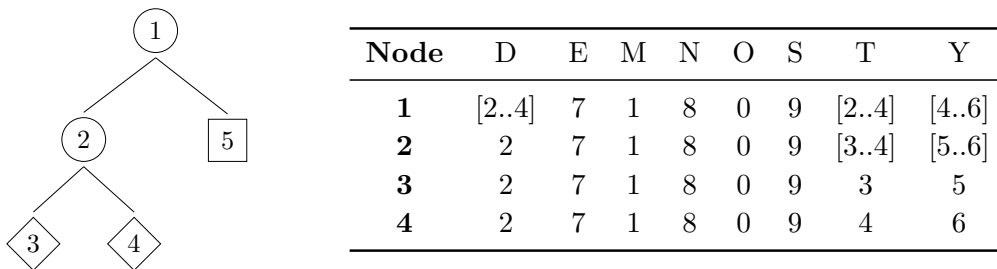 1
2
5
3
4
Node D E M N O S T Y
1 [2..4] 7 1 8 0 9 [2..4] [4..6]
2 2 7 1 8 0 9 [3..4] [5..6]
3 2 7 1 8 0 9 3 5
4 2 7 1 8 0 9 4 6